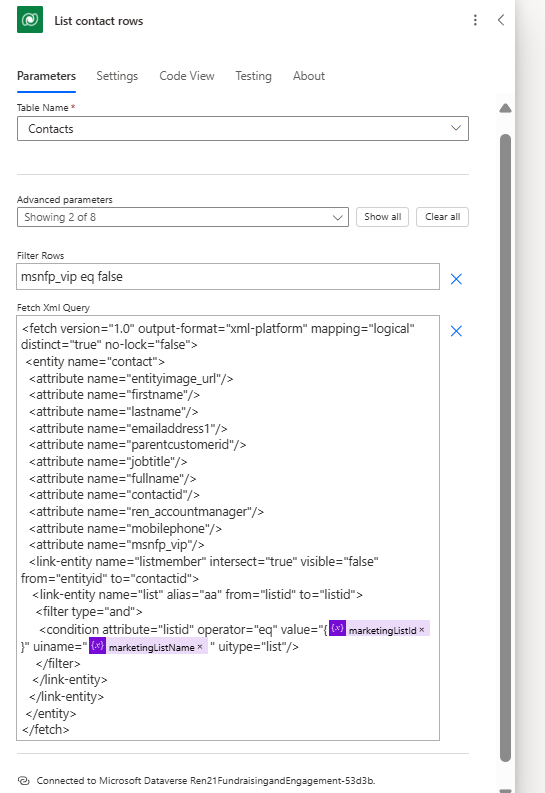 List contact rows
Parameters Settings Code View Testing About
Table Name *
Contacts
Advanced parameters
Showing 2 of 8 Show all Clear all
Filter Rows
msnfp_vip eq false
Fetch Xml Query
<fetch version="1.0" output-format="xml-platform" mapping="logical"
distinct="true" no-lock="false">
<entity name="contact">
<attribute name="entityimage_url"/>
<attribute name="firstname"/>
<attribute name="lastname"/>
<attribute name="emailaddress1"/>
<attribute name="parentcustomerid"/>
<attribute name="jobtitle"/>
<attribute name="fullname"/>
<attribute name="contactid"/>
<attribute name="ren_accountmanager"/>
<attribute name="mobilephone"/>
<attribute name="msnfp_vip"/>
<link-entity name="listmember" intersect="true" visible="false"
from="entityid" to="contactid">
<link-entity name="list" alias="aa" from="listid" to="listid">
<filter type="and">
<condition attribute="listid" operator="eq" value="{ {x} marketingListId ×
}" uiname=" {x} marketingListName × " uitype="list"/>
</filter>
</link-entity>
</link-entity>
</entity>
</fetch>
Connected to Microsoft Dataverse Ren21FundraisingandEngagement-53d3b.